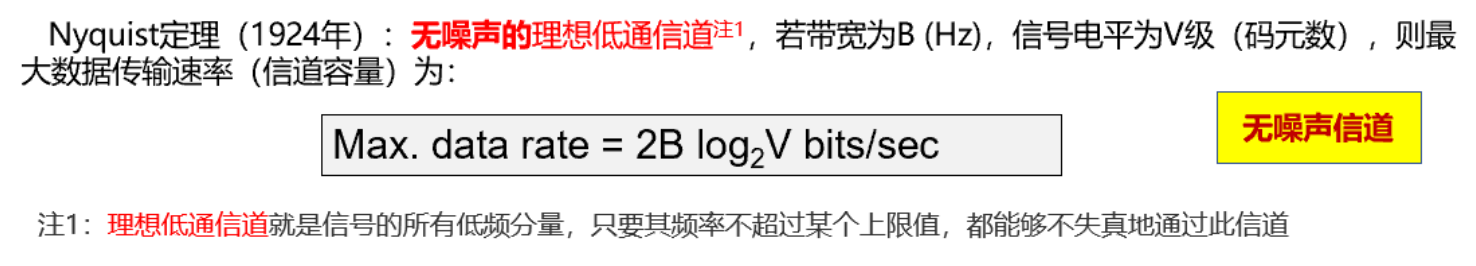 Nyquist定理（1924年）：无噪声的理想低通信道注1，若带宽为B (Hz)，信号电平为V级（码元数），则最
大数据传输速率（信道容量）为：
Max. data rate = 2B log2V bits/sec
无噪声信道
注1：理想低通信道就是信号的所有低频分量，只要其频率不超过某个上限值，都能够不失真地通过此信道